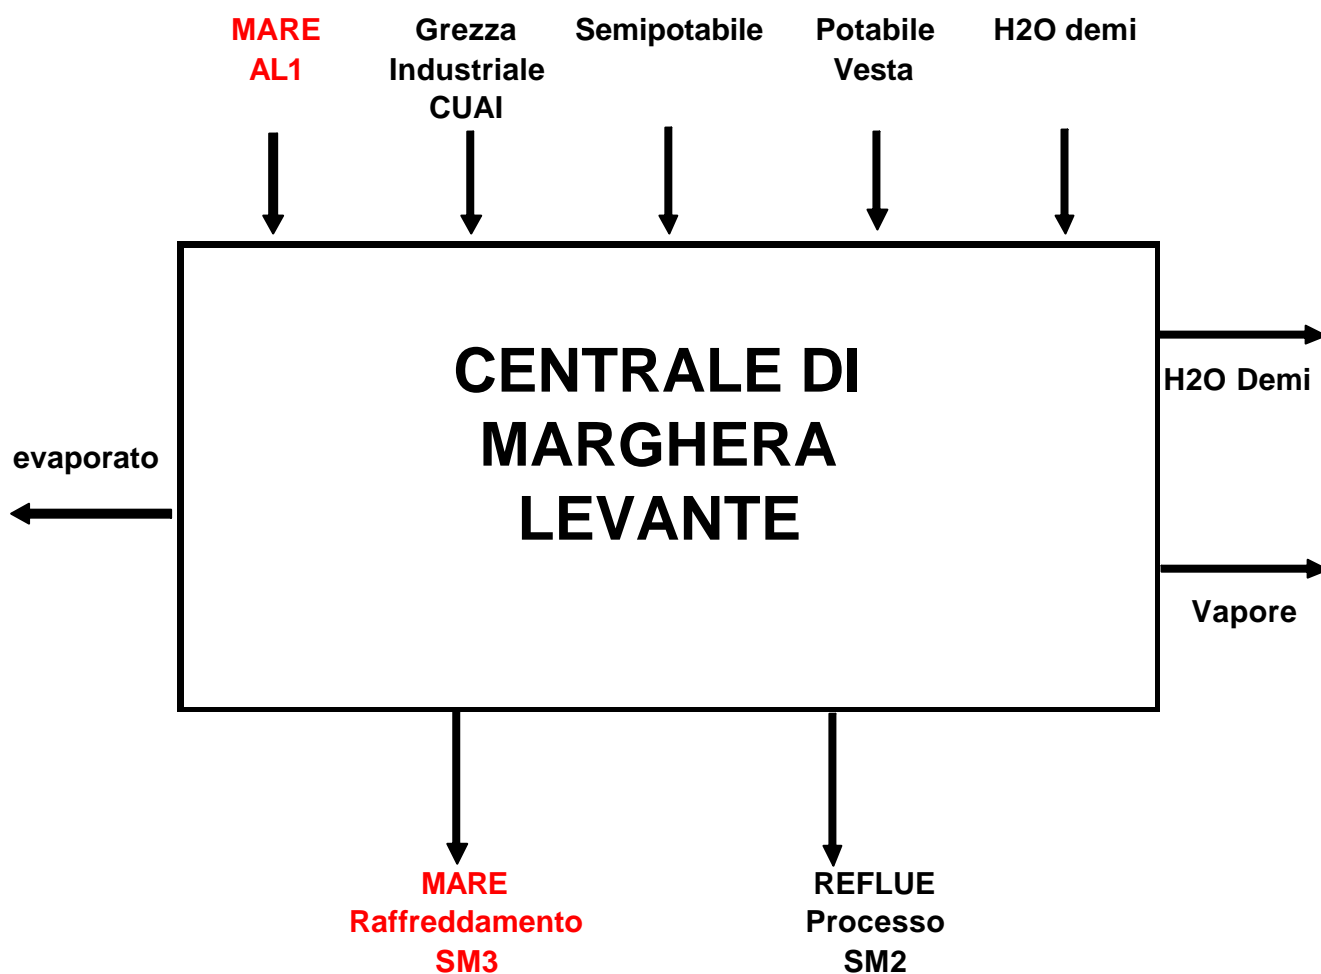 MARE
AL1
Grezza
Industriale
CUAI
Semipotabile
Potabile
Vesta
H2O demi
CENTRALE DI
MARGHERA
LEVANTE
H2O Demi
evaporato
Vapore
MARE
Raffreddamento
SM3
REFLUE
Processo
SM2